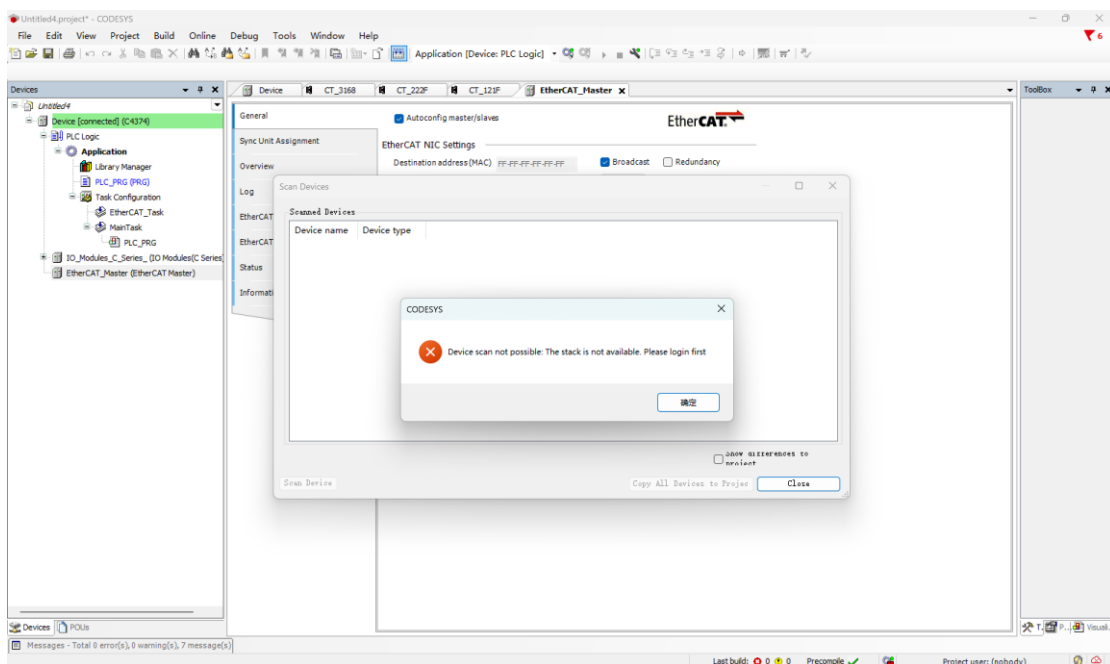 Untitled4.project* - CODESYS
File Edit View Project Build Online Debug Tools Window Help
6
Application [Device: PLC Logic]
Devices
Device CT_3168 CT_222F CT_121F EtherCAT_Master
ToolBox
Untitled4
Device [connected] (C4374)
PLC Logic
Application
Library Manager
PLC_PRG (PRG)
Task Configuration
EtherCAT_Task
MainTask
PLC_PRG
IO_Modules_C_Series_ (IO Modules(C Series
EtherCAT_Master (EtherCAT Master)
General
Sync Unit Assignment
Overview
Log
EtherCAT
EtherCAT
Status
Informati
Autoconfig master/slaves
EtherCAT
EtherCAT NIC Settings
Destination address (MAC) FF-FF-FF-FF-FF-FF Broadcast Redundancy
Scan Devices
Scanned Devices
Device name Device type
CODESYS
Device scan not possible: The stack is not available. Please login first
确定
Show differences to
project
Scan Device
Copy All Devices to Projec
Close
Devices POUs
T. P.. Visuali.
Messages - Total 0 error(s), 0 warning(s), 7 message(s)
Last build: 0 0 Precompile Project user: (nobody)